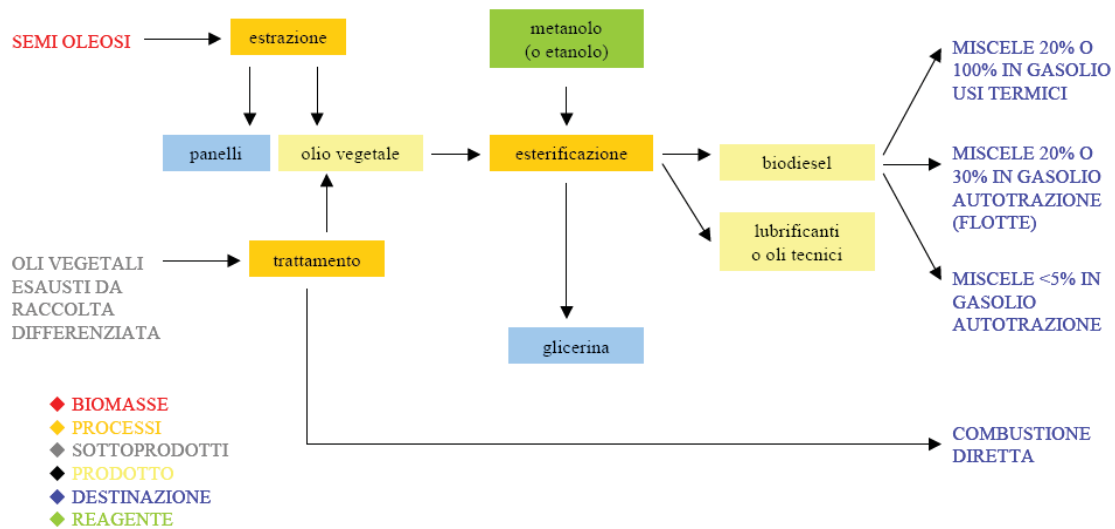 SEMI OLEOSI
estrazione
metanolo
(o etanolo)
MISCELE 20% O
100% IN GASOLIO
USI TERMICI
panelli
olio vegetale
esterificazione
biodiesel
MISCELE 20% O
30% IN GASOLIO
AUTOTRAZIONE
(FLOTTE)
lubrificanti
o oli tecnici
OLI VEGETALI
ESAUSTI DA
RACCOLTA
DIFFERENZIATA
trattamento
MISCELE <5% IN
GASOLIO
AUTOTRAZIONE
glicerina
BIOMASSE
PROCESSI
SOTTOPRODOTTI
PRODOTTO
DESTINAZIONE
REAGENTE
COMBUSTIONE
DIRETTA